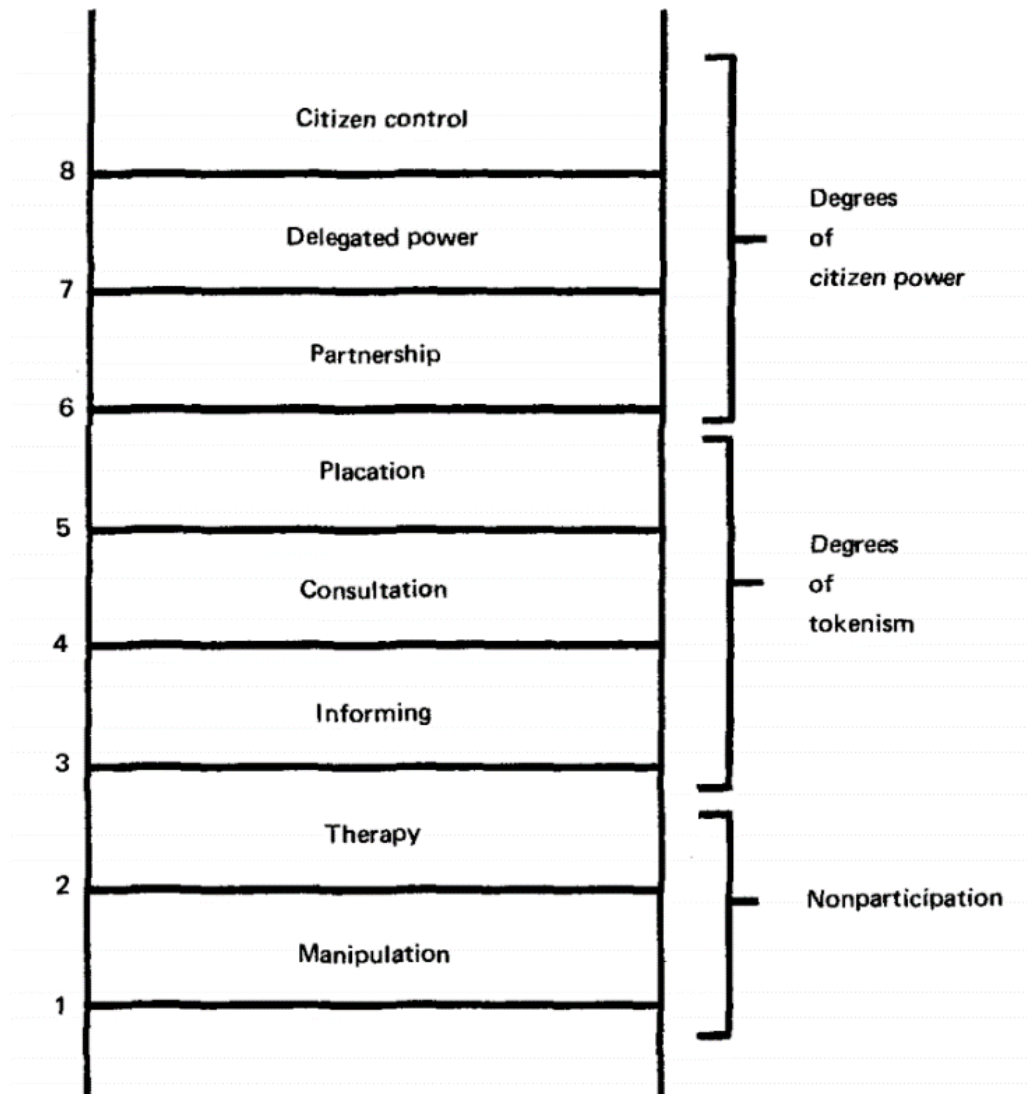 Citizen control
8
Delegated power
7
Partnership
6
Placation
5
Consultation
4
Informing
3
Therapy
2
Manipulation
1
Degrees
of
citizen power
Degrees
of
tokenism
Nonparticipation